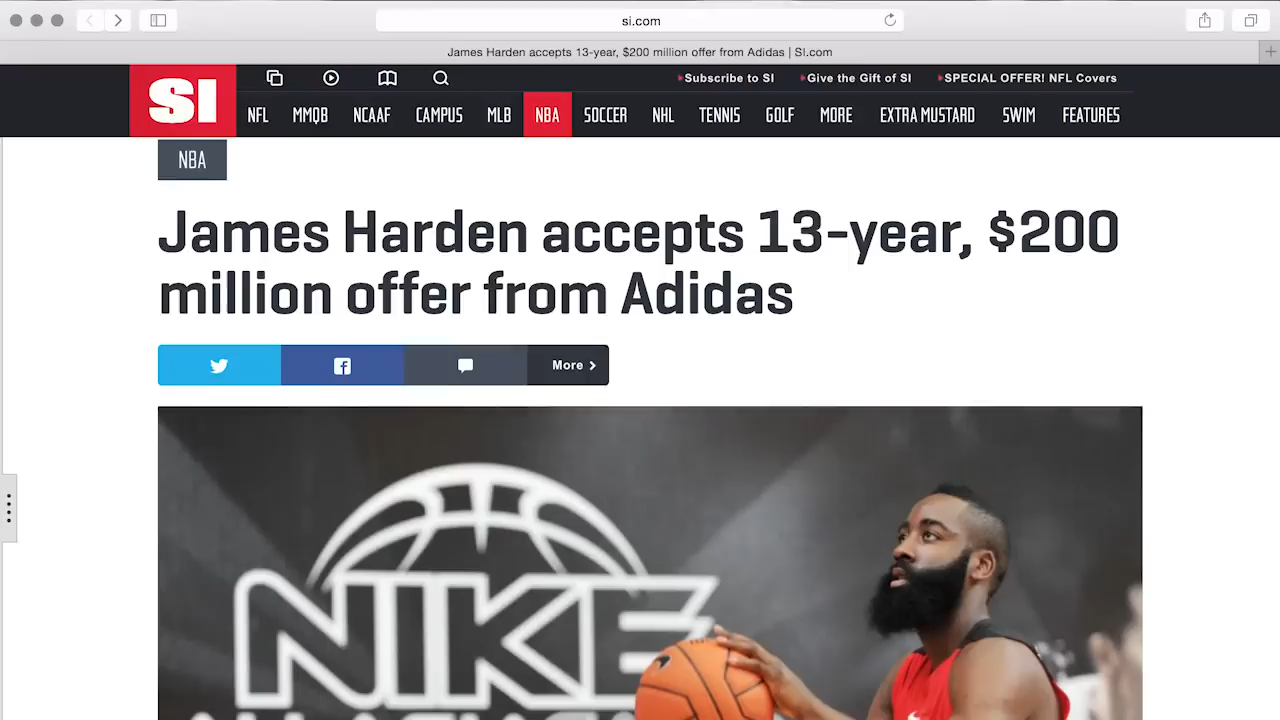 si.com
James Harden accepts 13-year, $200 million offer from Adidas | SI.com
SI
Subscribe to SI Give the Gift of SI SPECIAL OFFER! NFL Covers
NFL MMQB NCAAF CAMPUS MLB NBA SOCCER NHL TENNIS GOLF MORE EXTRA MUSTARD SWIM FEATURES
NBA
James Harden accepts 13-year, $200
million offer from Adidas
More
NIKE